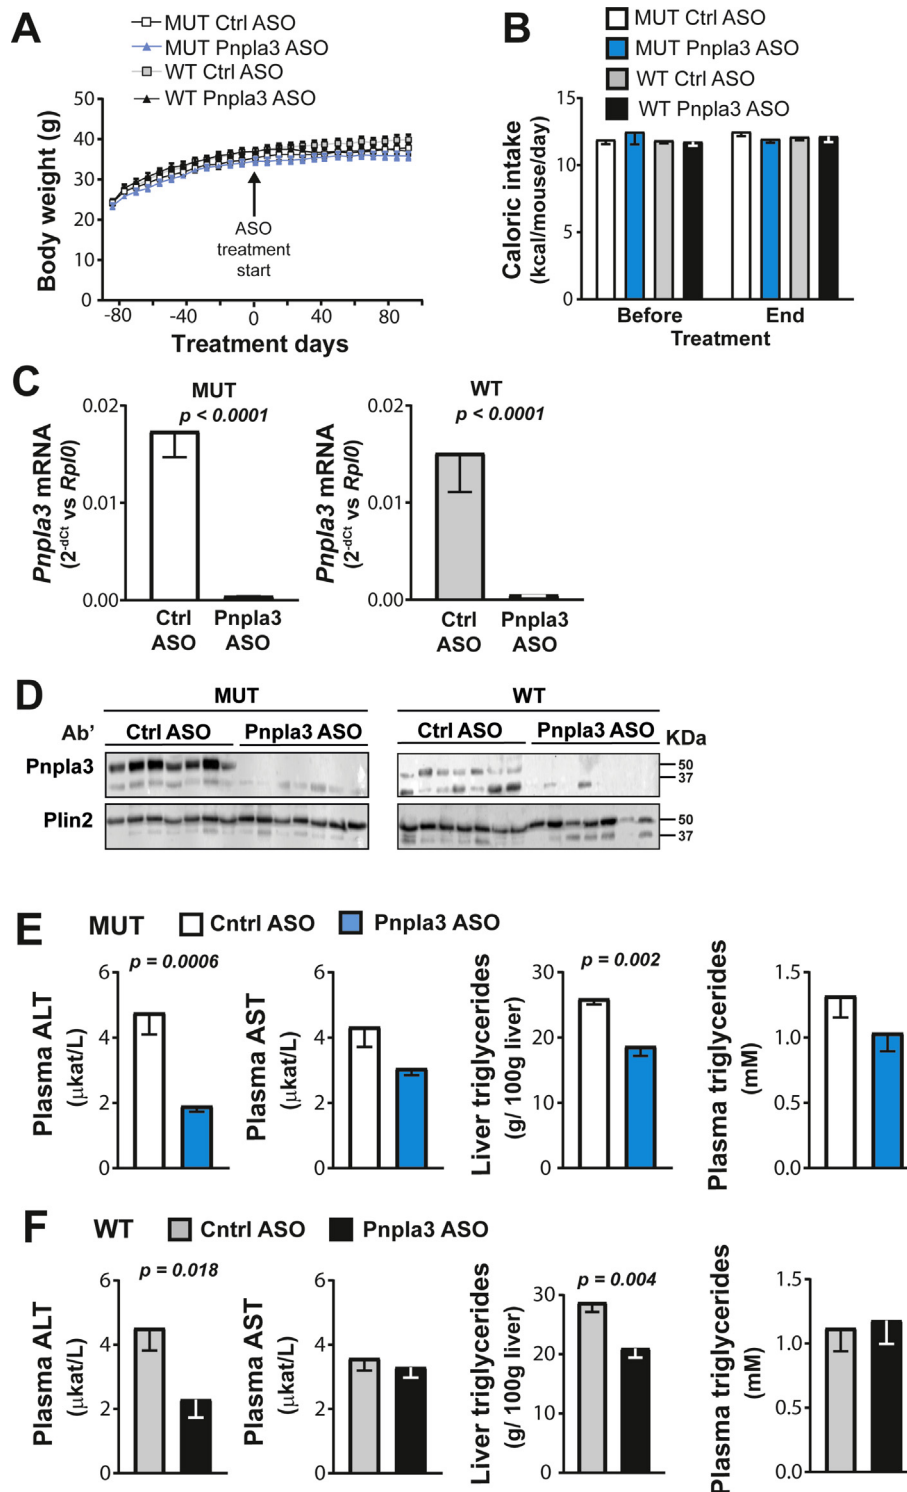 A
MUT Ctrl ASO
MUT Pnpla3 ASO
WT Ctrl ASO
WT Pnpla3 ASO
Body weight (g)
50
40
30
20
10
0
ASO
treatment
start
-80
-40
0
40
80
Treatment days
B
MUT Ctrl ASO
MUT Pnpla3 ASO
WT Ctrl ASO
WT Pnpla3 ASO
Caloric intake
(kcal/mouse/day)
15
10
5
0
Before
End
Treatment
C
MUT
p < 0.0001
Pnpla3 mRNA
(2-dCt vs Rpl0)
0.02
0.01
0.00
Ctrl
ASO
Pnpla3
ASO
WT
p < 0.0001
Pnpla3 mRNA
(2-dCt vs Rpl0)
0.02
0.01
0.00
Ctrl
ASO
Pnpla3
ASO
D
MUT
WT
Ab'
Ctrl ASO
Pnpla3 ASO
Ctrl ASO
Pnpla3 ASO
KDa
Pnpla3
50
37
Plin2
50
37
E
MUT
Cntrl ASO
Pnpla3 ASO
Plasma ALT
(µkat/L)
p = 0.0006
6
4
2
0
Plasma AST
(µkat/L)
6
4
2
0
Liver triglycerides
(g/ 100g liver)
p = 0.002
30
20
10
0
Plasma triglycerides
(mM)
1.5
1.0
0.5
0.0
F
WT
Cntrl ASO
Pnpla3 ASO
Plasma ALT
(µkat/L)
p = 0.018
6
4
2
0
Plasma AST
(µkat/L)
6
4
2
0
Liver triglycerides
(g/ 100g liver)
p = 0.004
30
20
10
0
Plasma triglycerides
(mM)
1.5
1.0
0.5
0.0